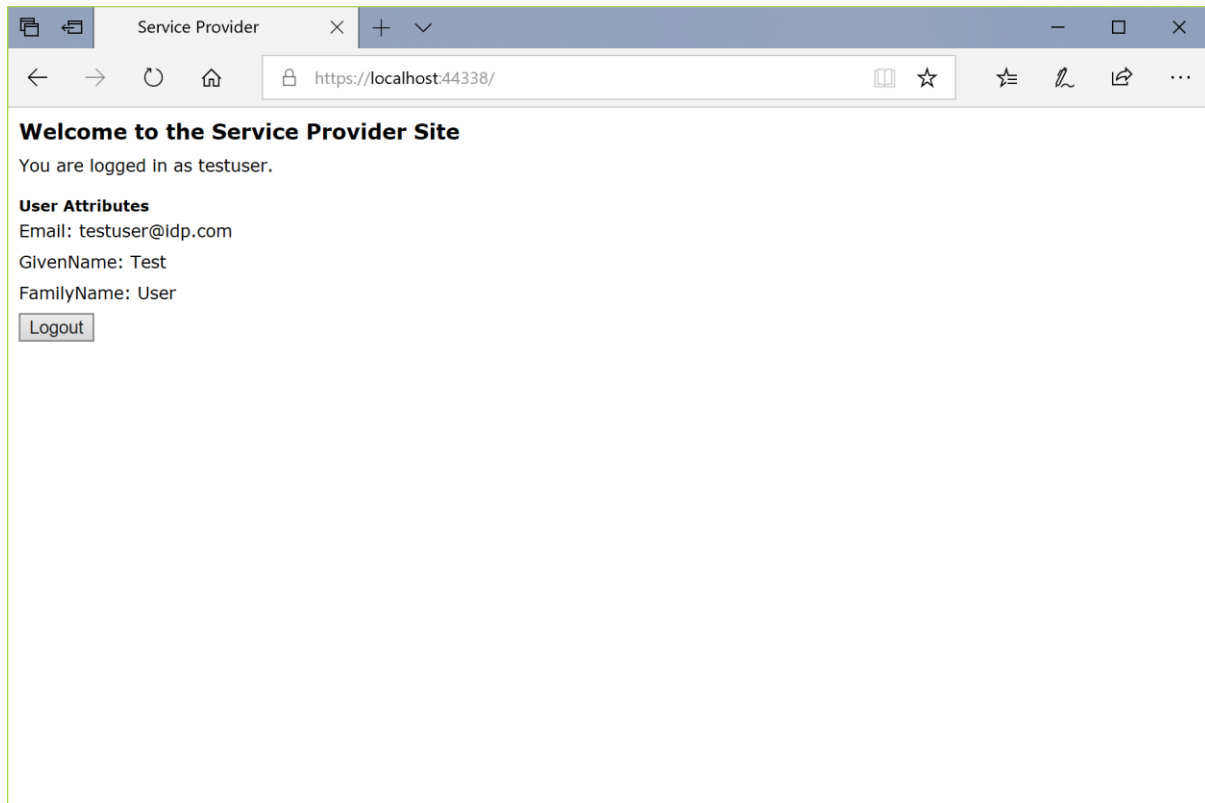 Service Provider
https://localhost:44338/
Welcome to the Service Provider Site
You are logged in as testuser.
User Attributes
Email: testuser@idp.com
GivenName: Test
FamilyName: User
Logout